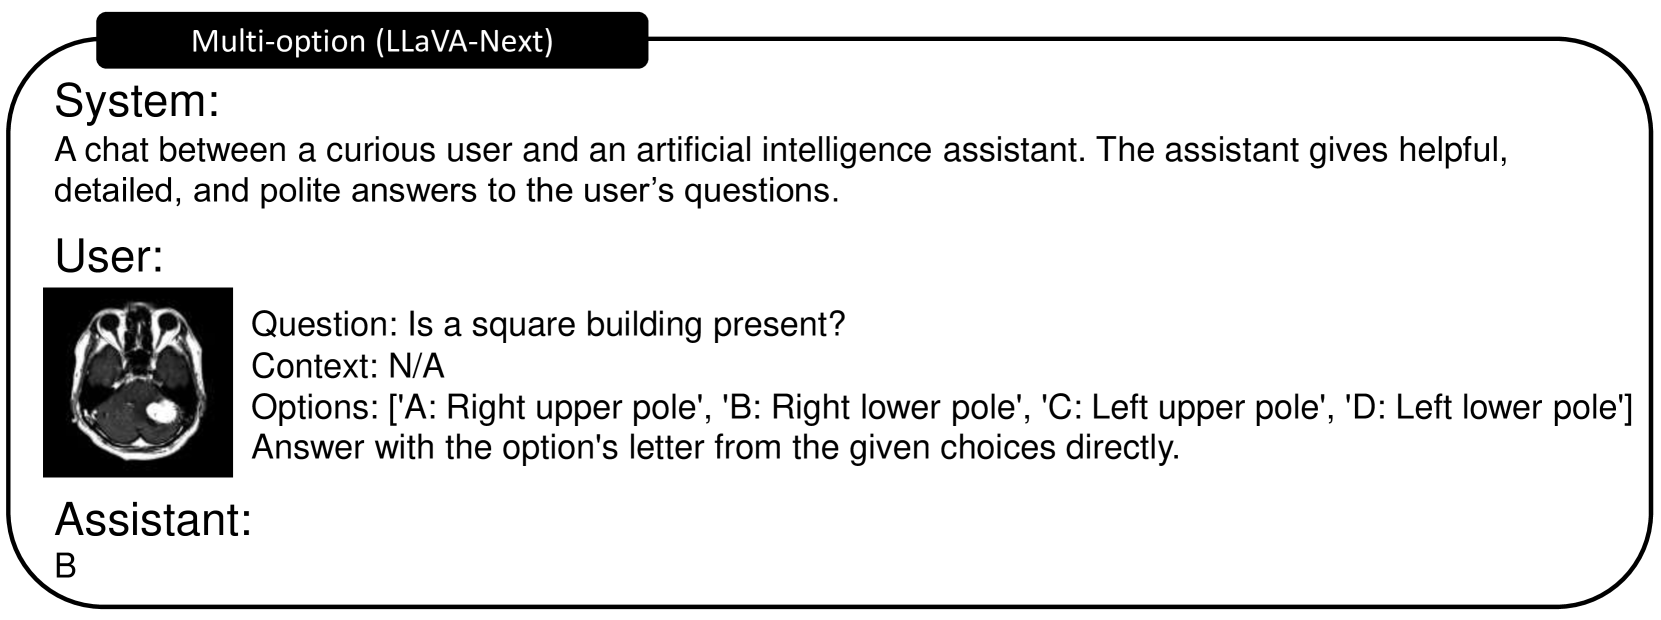 Multi-option (LLaVA-Next)
System:
A chat between a curious user and an artificial intelligence assistant. The assistant gives helpful,
detailed, and polite answers to the user’s questions.
User:
Question: Is a square building present?
Context: N/A
Options: ['A: Right upper pole', 'B: Right lower pole', 'C: Left upper pole', 'D: Left lower pole']
Answer with the option's letter from the given choices directly.
Assistant:
B